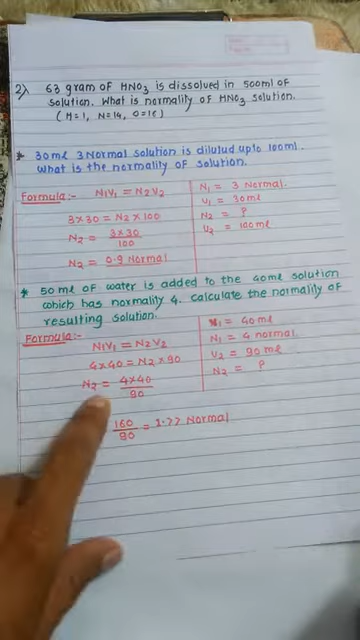 2) 63 gram of HNO₃ is dissolved in 500ml of
solution. What is normality of HNO₃ solution.
(H=1, N=14, O=16)
* 30ml 3Normal solution is diluted upto 100ml.
What is the normality of solution.
Formula:- N₁V₁ = N₂V₂
N₁ = 3 Normal.
V₁ = 30ml
N₂ = ?
V₂ = 100ml
3×30 = N₂×100
N₂ = 3×30
100
N₂ = 0.9 Normal
* 50 ml of water is added to the 40ml solution
which has normality 4. Calculate the normality of
resulting solution.
Formula:-
N₁V₁ = N₂V₂
4×40 = N₂×90
N₂ = 4×40
90
160
90 = 1.77 Normal
= 40ml
N₁ = 4 normal.
V₂ = 90ml
N₂ = ?